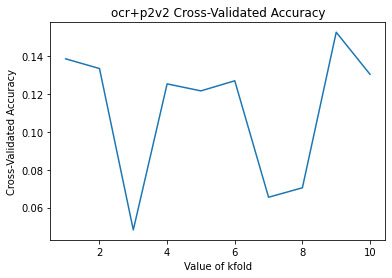 ocr+p2v2 Cross-Validated Accuracy
Cross-Validated Accuracy
0.14
0.12
0.10
0.08
0.06
2 4 6 8 10
Value of kfold